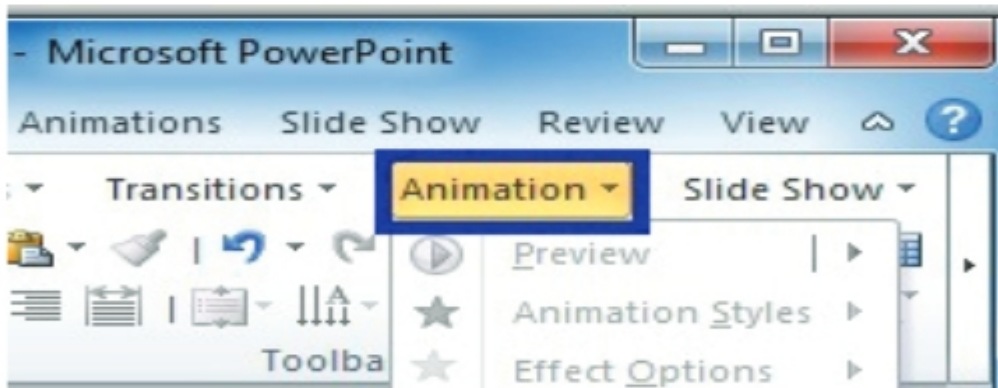 - Microsoft PowerPoint
Animations Slide Show Review View
Transitions Animation Slide Show
Preview
Animation Styles
Toolba
Effect Options